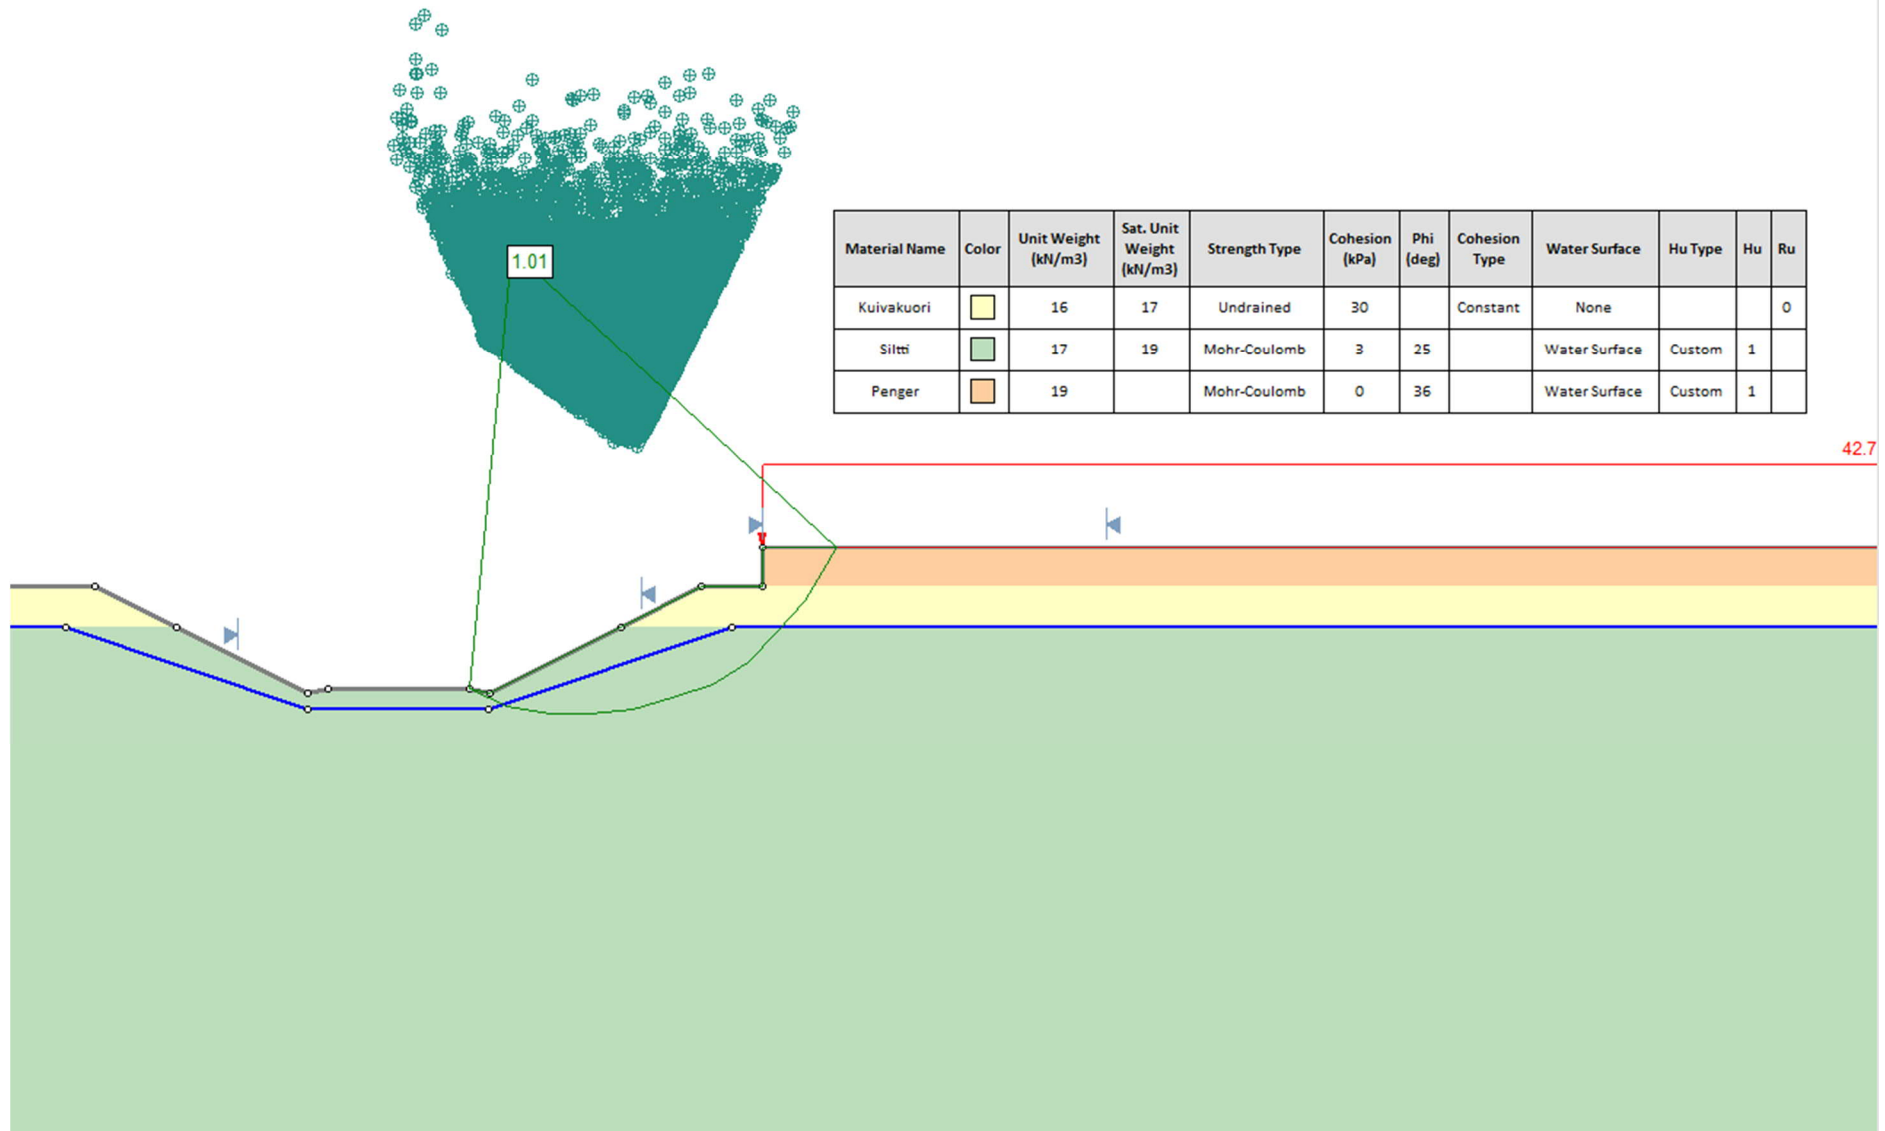 1.01
Material Name Color Unit Weight (kN/m3) Sat. Unit Weight (kN/m3) Strength Type Cohesion (kPa) Phi (deg) Cohesion Type Water Surface Hu Type Hu Ru
Kuivakuori 16 17 Undrained 30 Constant None 0
Siltti 17 19 Mohr-Coulomb 3 25 Water Surface Custom 1
Penger 19 Mohr-Coulomb 0 36 Water Surface Custom 1
42.7